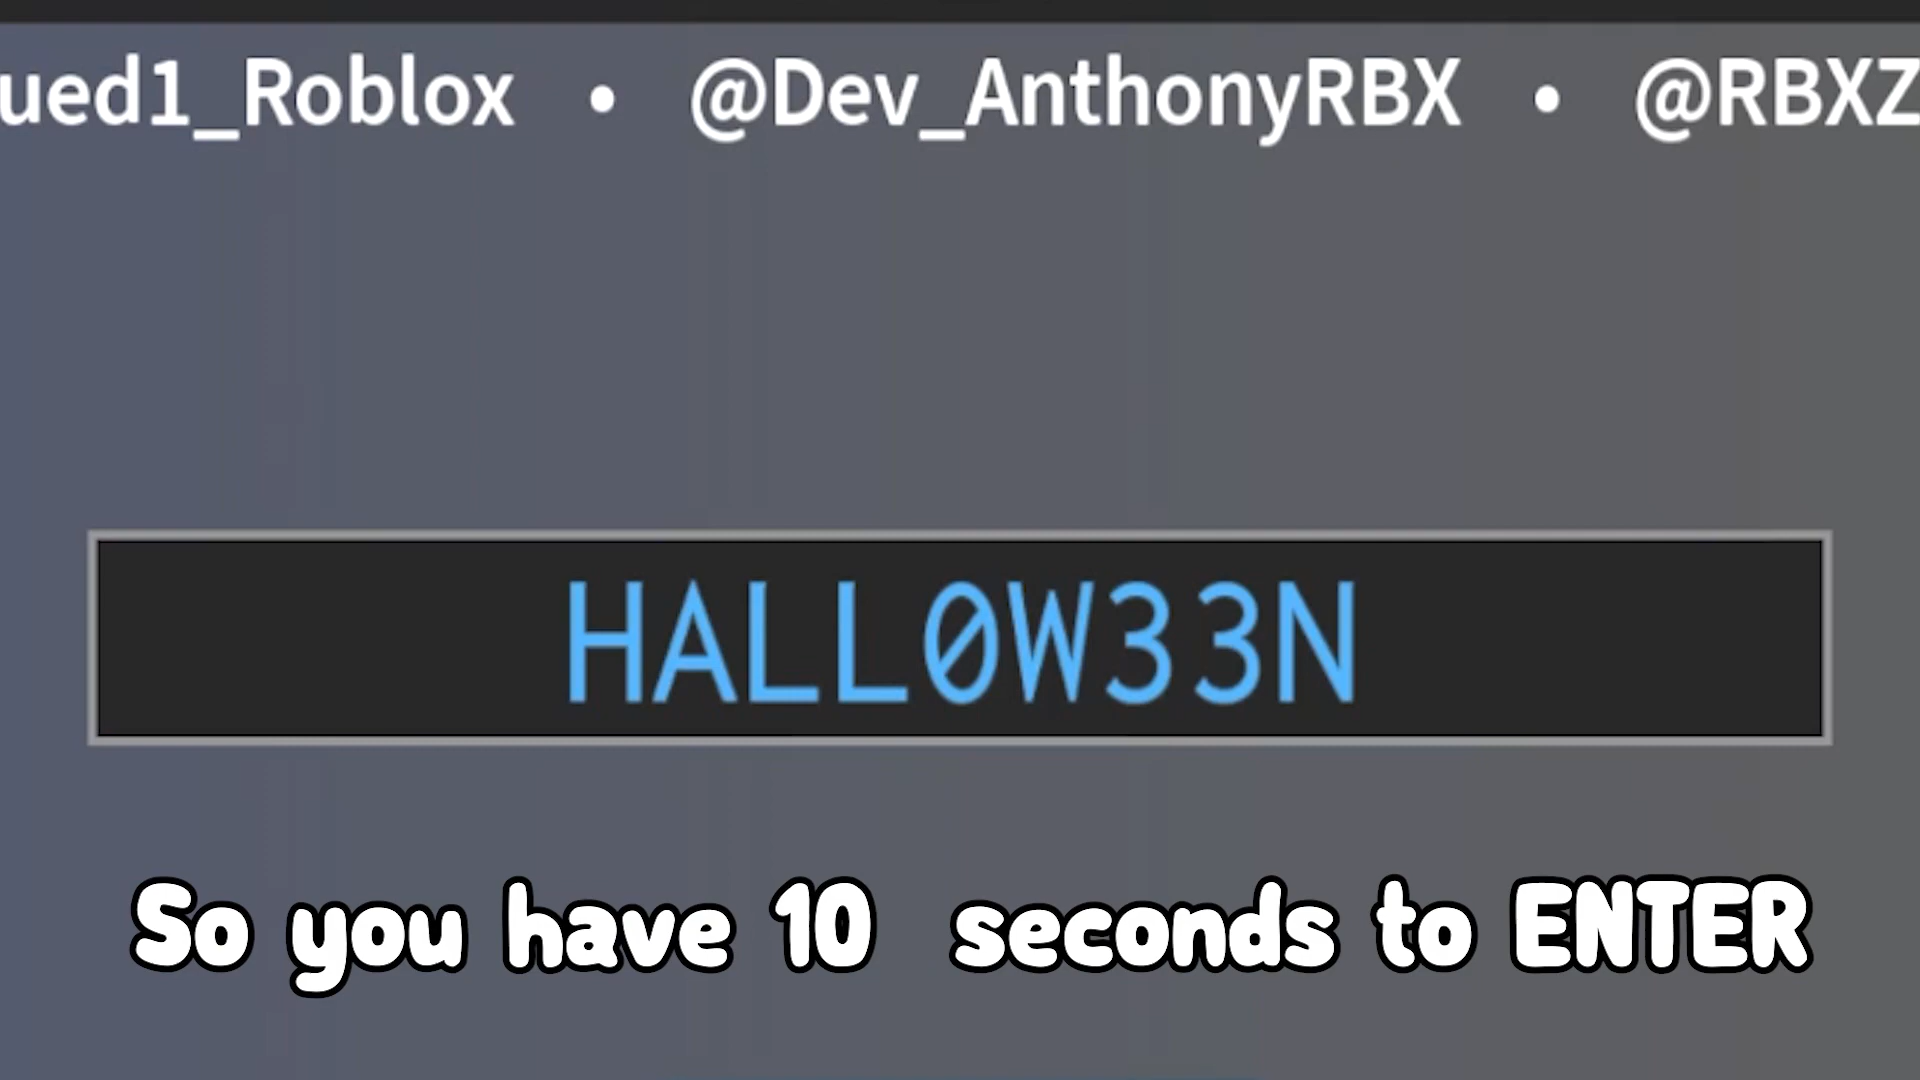 ued1_Roblox • @Dev_AnthonyRBX • @RBXZ
HALL0W33N
So you have 10 seconds to ENTER